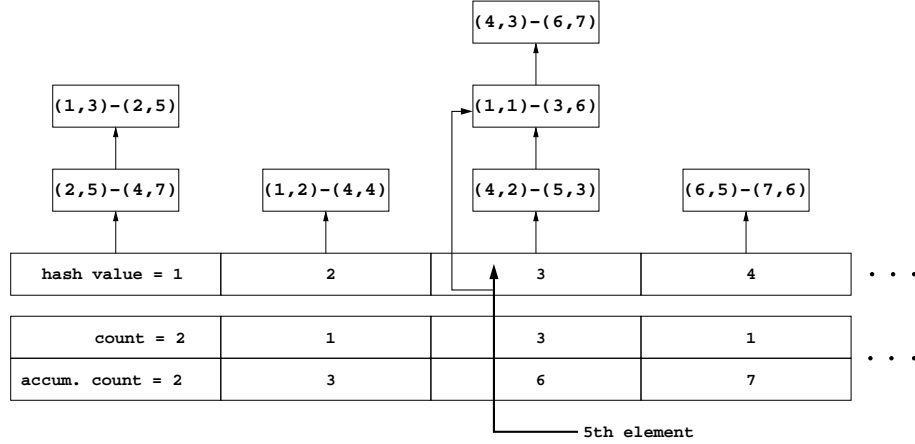 (4,3)-(6,7)
(1,3)-(2,5) (1,1)-(3,6)
(2,5)-(4,7) (1,2)-(4,4) (4,2)-(5,3) (6,5)-(7,6)
hash value = 1 2 3 4 . . .
count = 2 1 3 1
. . .
accum. count = 2 3 6 7
5th element